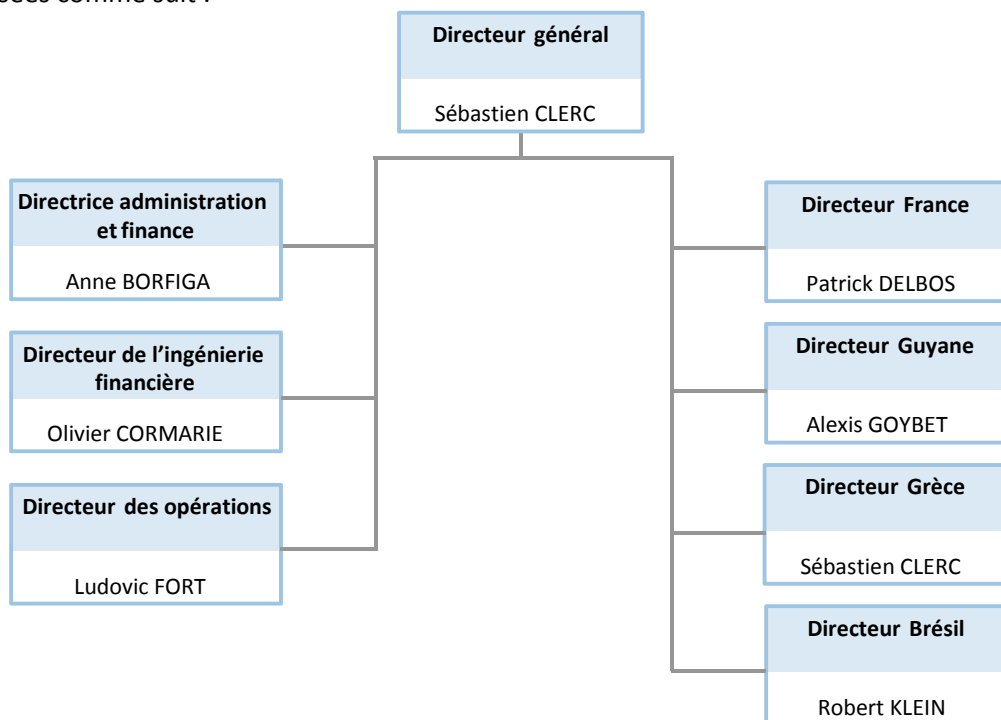 comme suit :
Directeur général
Sébastien CLERC
Directrice administration
et finance
Anne BORFIGA
Directeur de l'ingénierie
financière
Olivier CORMARIE
Directeur des opérations
Ludovic FORT
Directeur France
Patrick DELBOS
Directeur Guyane
Alexis GOYBET
Directeur Grèce
Sébastien CLERC
Directeur Brésil
Robert KLEIN